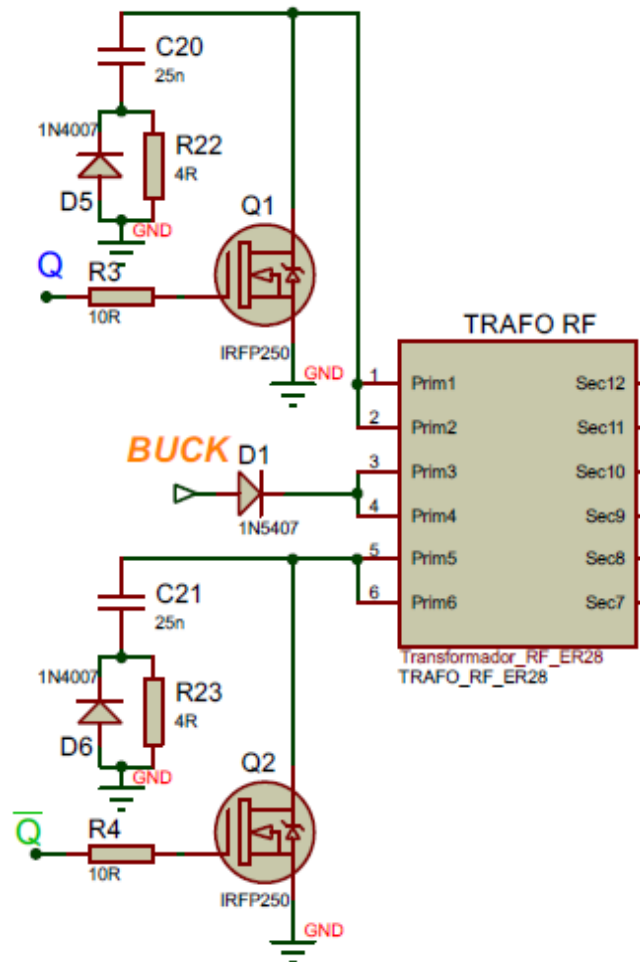 C20
25n
1N4007
R22
4R
D5
GND
Q1
Q
R3
10R
IRFP250
GND
TRAFO RF
1 Prim1 Sec12
2 Prim2 Sec11
BUCK D1
3 Prim3 Sec10
4 Prim4 Sec9
1N5407
5 Prim5 Sec8
6 Prim6 Sec7
C21
25n
Transformador_RF_ER28
TRAFO_RF_ER28
1N4007
R23
4R
D6
GND
Q2
Q̅
R4
10R
IRFP250
GND